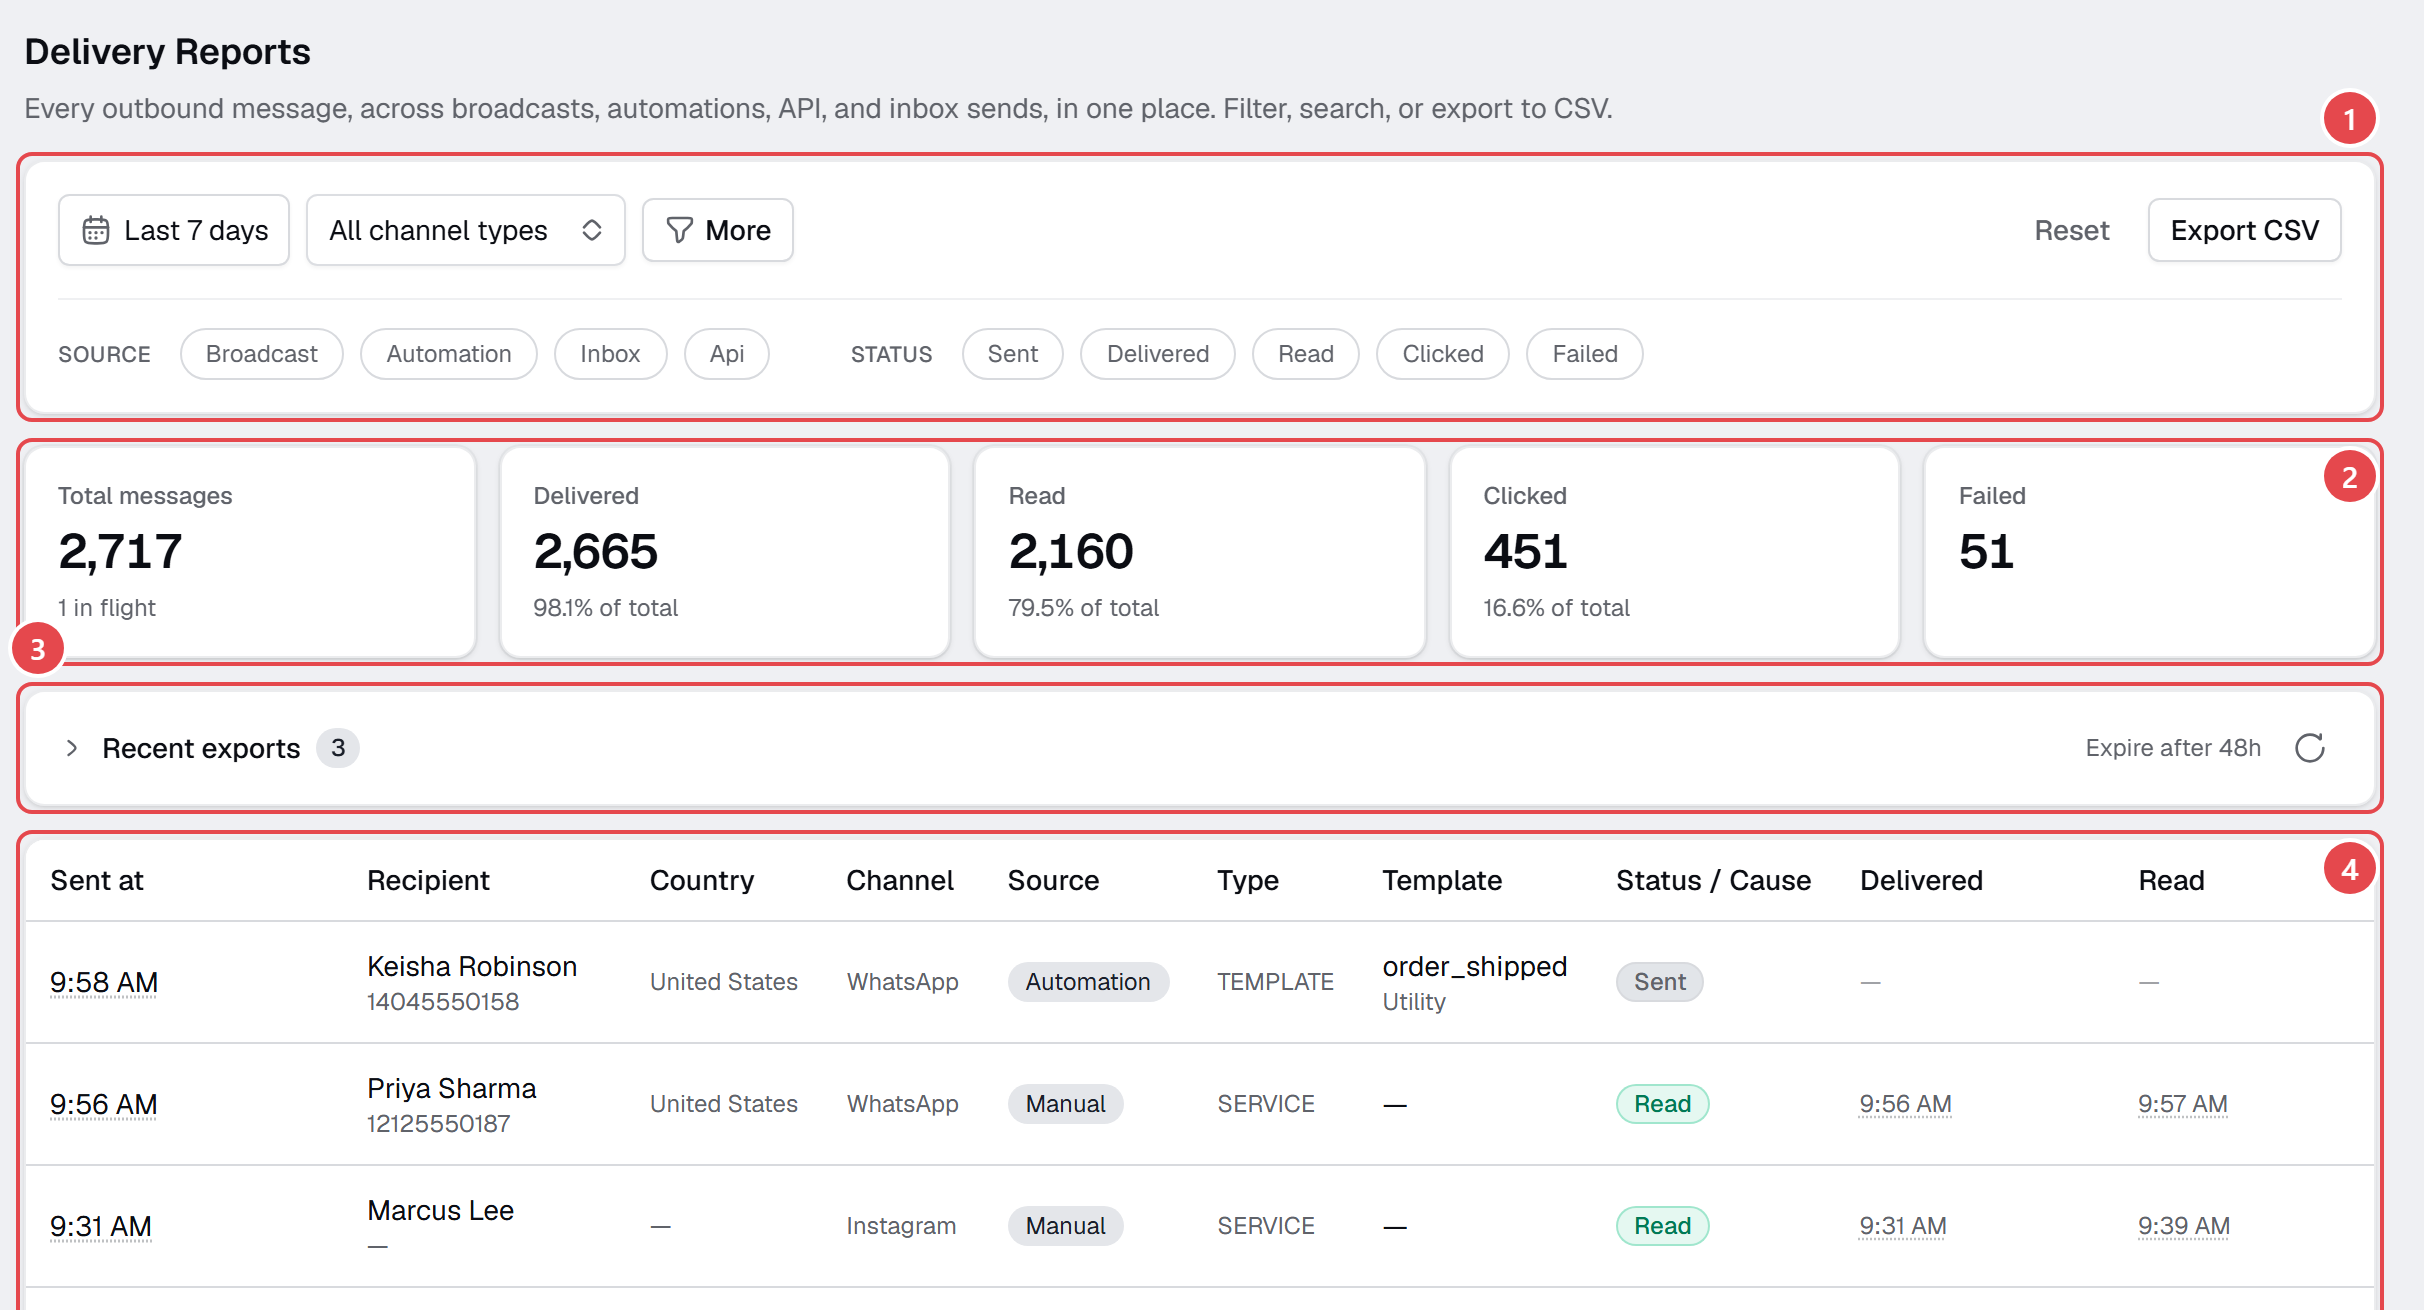 Delivery Reports
Every outbound message, across broadcasts, automations, API, and inbox sends, in one place. Filter, search, or export to CSV.
1
Last 7 days All channel types More Reset Export CSV
SOURCE Broadcast Automation Inbox Api STATUS Sent Delivered Read Clicked Failed
2
Total messages Delivered Read Clicked Failed
2,717 2,665 2,160 451 51
1 in flight 98.1% of total 79.5% of total 16.6% of total
3
Recent exports 3 Expire after 48h
4
Sent at Recipient Country Channel Source Type Template Status / Cause Delivered Read
9:58 AM Keisha Robinson United States WhatsApp Automation TEMPLATE order_shipped Sent — —
14045550158 Utility
9:56 AM Priya Sharma United States WhatsApp Manual SERVICE — Read 9:56 AM 9:57 AM
12125550187
9:31 AM Marcus Lee — Instagram Manual SERVICE — Read 9:31 AM 9:39 AM
—